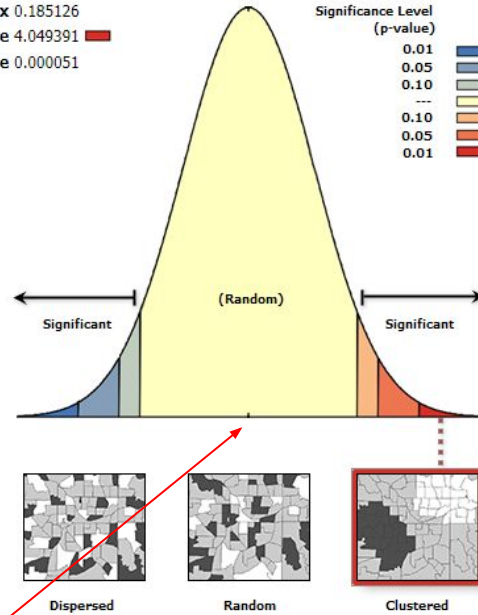 x 0.185126
e 4.049391
e 0.000051
Significance Level
(p-value)
0.01
0.05
0.10
---
0.10
0.05
0.01
(Random)
Significant
Significant
Dispersed
Random
Clustered